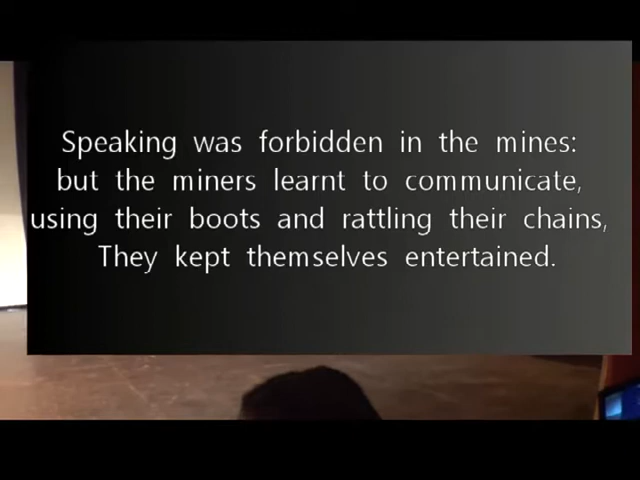 Speaking was forbidden in the mines:
but the miners learnt to communicate,
using their boots and rattling their chains,
They kept themselves entertained.